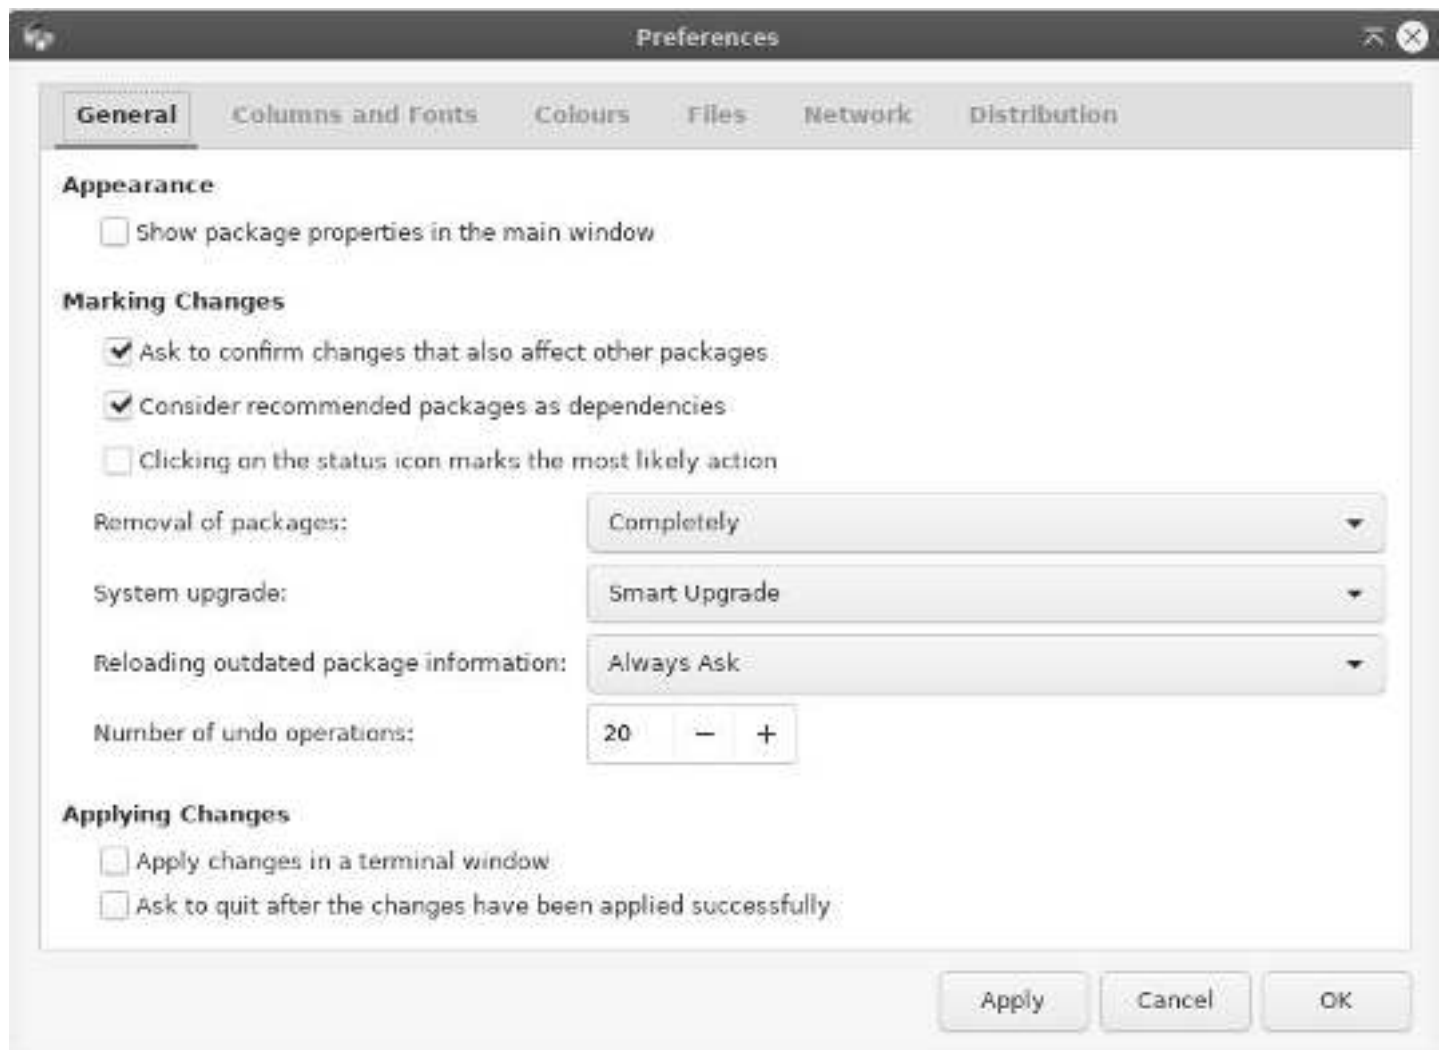 Preferences
General Columns and Fonts Colours Files Network Distribution
Appearance
Show package properties in the main window
Marking Changes
Ask to confirm changes that also affect other packages
Consider recommended packages as dependencies
Clicking on the status icon marks the most likely action
Removal of packages: Completely
System upgrade: Smart Upgrade
Reloading outdated package information: Always Ask
Number of undo operations: 20 − +
Applying Changes
Apply changes in a terminal window
Ask to quit after the changes have been applied successfully
Apply Cancel OK